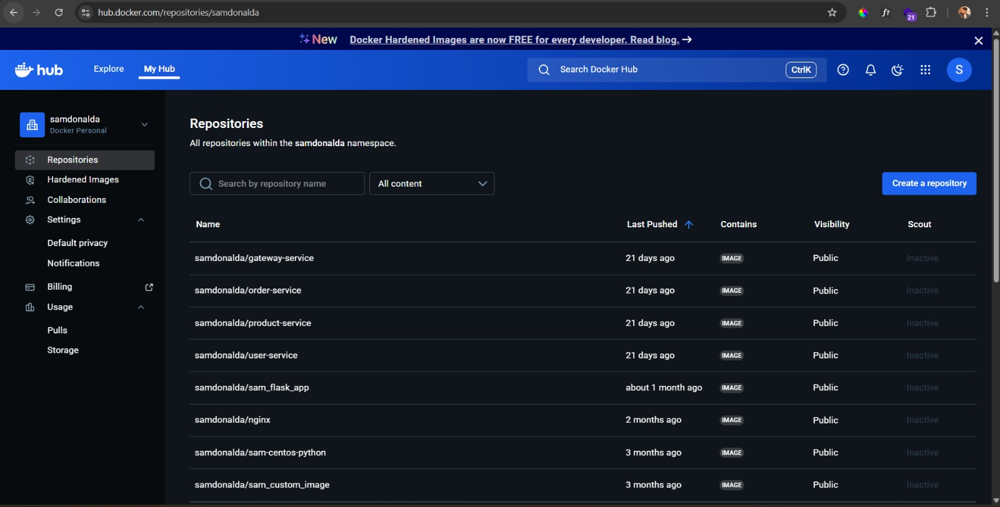 hub.docker.com/repositories/samdonalda
f?
21
New Docker Hardened Images are now FREE for every developer. Read blog. →
hub
Explore
My Hub
Search Docker Hub
CtrlK
S
samdonalda
Docker Personal
Repositories
Hardened Images
Collaborations
Settings
Default privacy
Notifications
Billing
Usage
Pulls
Storage
Repositories
All repositories within the samdonalda namespace.
Search by repository name
All content
Create a repository
Name Last Pushed Contains Visibility Scout
samdonalda/gateway-service 21 days ago IMAGE Public Inactive
samdonalda/order-service 21 days ago IMAGE Public Inactive
samdonalda/product-service 21 days ago IMAGE Public Inactive
samdonalda/user-service 21 days ago IMAGE Public Inactive
samdonalda/sam_flask_app about 1 month ago IMAGE Public Inactive
samdonalda/nginx 2 months ago IMAGE Public Inactive
samdonalda/sam-centos-python 3 months ago IMAGE Public Inactive
samdonalda/sam_custom_image 3 months ago IMAGE Public Inactive